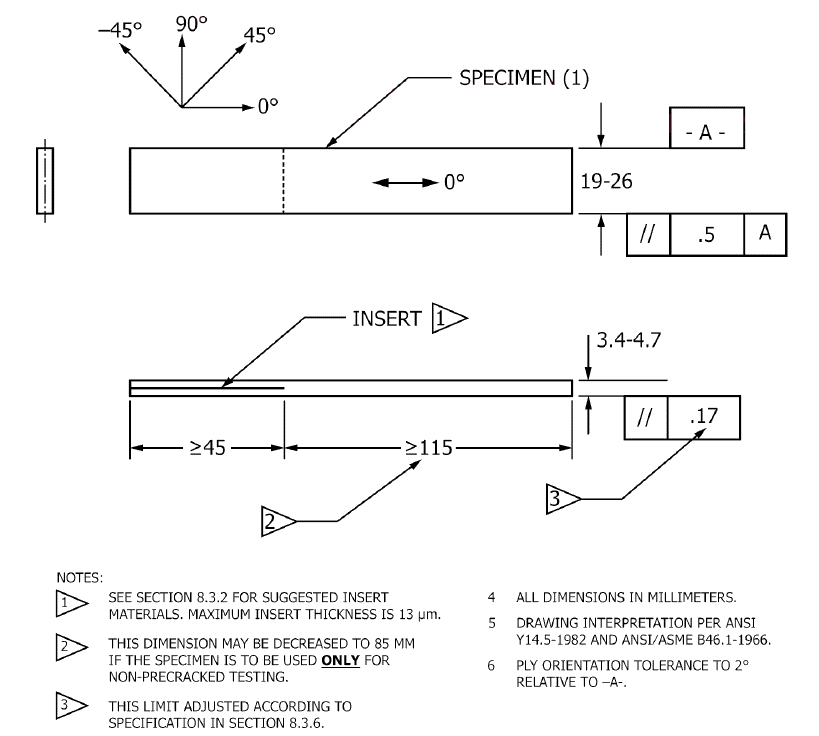 −45°
90°
45°
0°
SPECIMEN (1)
- A -
0°
19-26
// .5 A
INSERT 1
3.4-4.7
// .17
≥45
≥115
3
2
NOTES:
1 SEE SECTION 8.3.2 FOR SUGGESTED INSERT
MATERIALS. MAXIMUM INSERT THICKNESS IS 13 µm.
2 THIS DIMENSION MAY BE DECREASED TO 85 MM
IF THE SPECIMEN IS TO BE USED ONLY FOR
NON-PRECRACKED TESTING.
3 THIS LIMIT ADJUSTED ACCORDING TO
SPECIFICATION IN SECTION 8.3.6.
4 ALL DIMENSIONS IN MILLIMETERS.
5 DRAWING INTERPRETATION PER ANSI
Y14.5-1982 AND ANSI/ASME B46.1-1966.
6 PLY ORIENTATION TOLERANCE TO 2°
RELATIVE TO –A-.